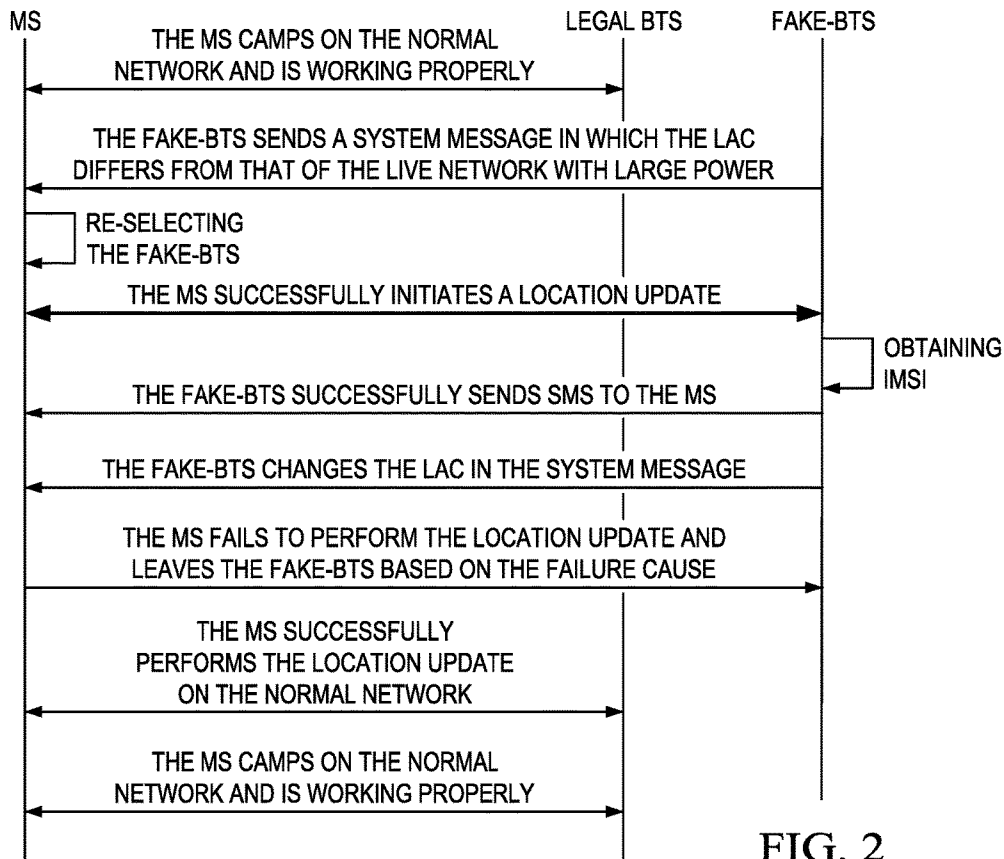 MS
LEGAL BTS
FAKE-BTS
THE MS CAMPS ON THE NORMAL
NETWORK AND IS WORKING PROPERLY
THE FAKE-BTS SENDS A SYSTEM MESSAGE IN WHICH THE LAC
DIFFERS FROM THAT OF THE LIVE NETWORK WITH LARGE POWER
RE-SELECTING
THE FAKE-BTS
THE MS SUCCESSFULLY INITIATES A LOCATION UPDATE
OBTAINING
IMSI
THE FAKE-BTS SUCCESSFULLY SENDS SMS TO THE MS
THE FAKE-BTS CHANGES THE LAC IN THE SYSTEM MESSAGE
THE MS FAILS TO PERFORM THE LOCATION UPDATE AND
LEAVES THE FAKE-BTS BASED ON THE FAILURE CAUSE
THE MS SUCCESSFULLY
PERFORMS THE LOCATION UPDATE
ON THE NORMAL NETWORK
THE MS CAMPS ON THE NORMAL
NETWORK AND IS WORKING PROPERLY
FIG. 2